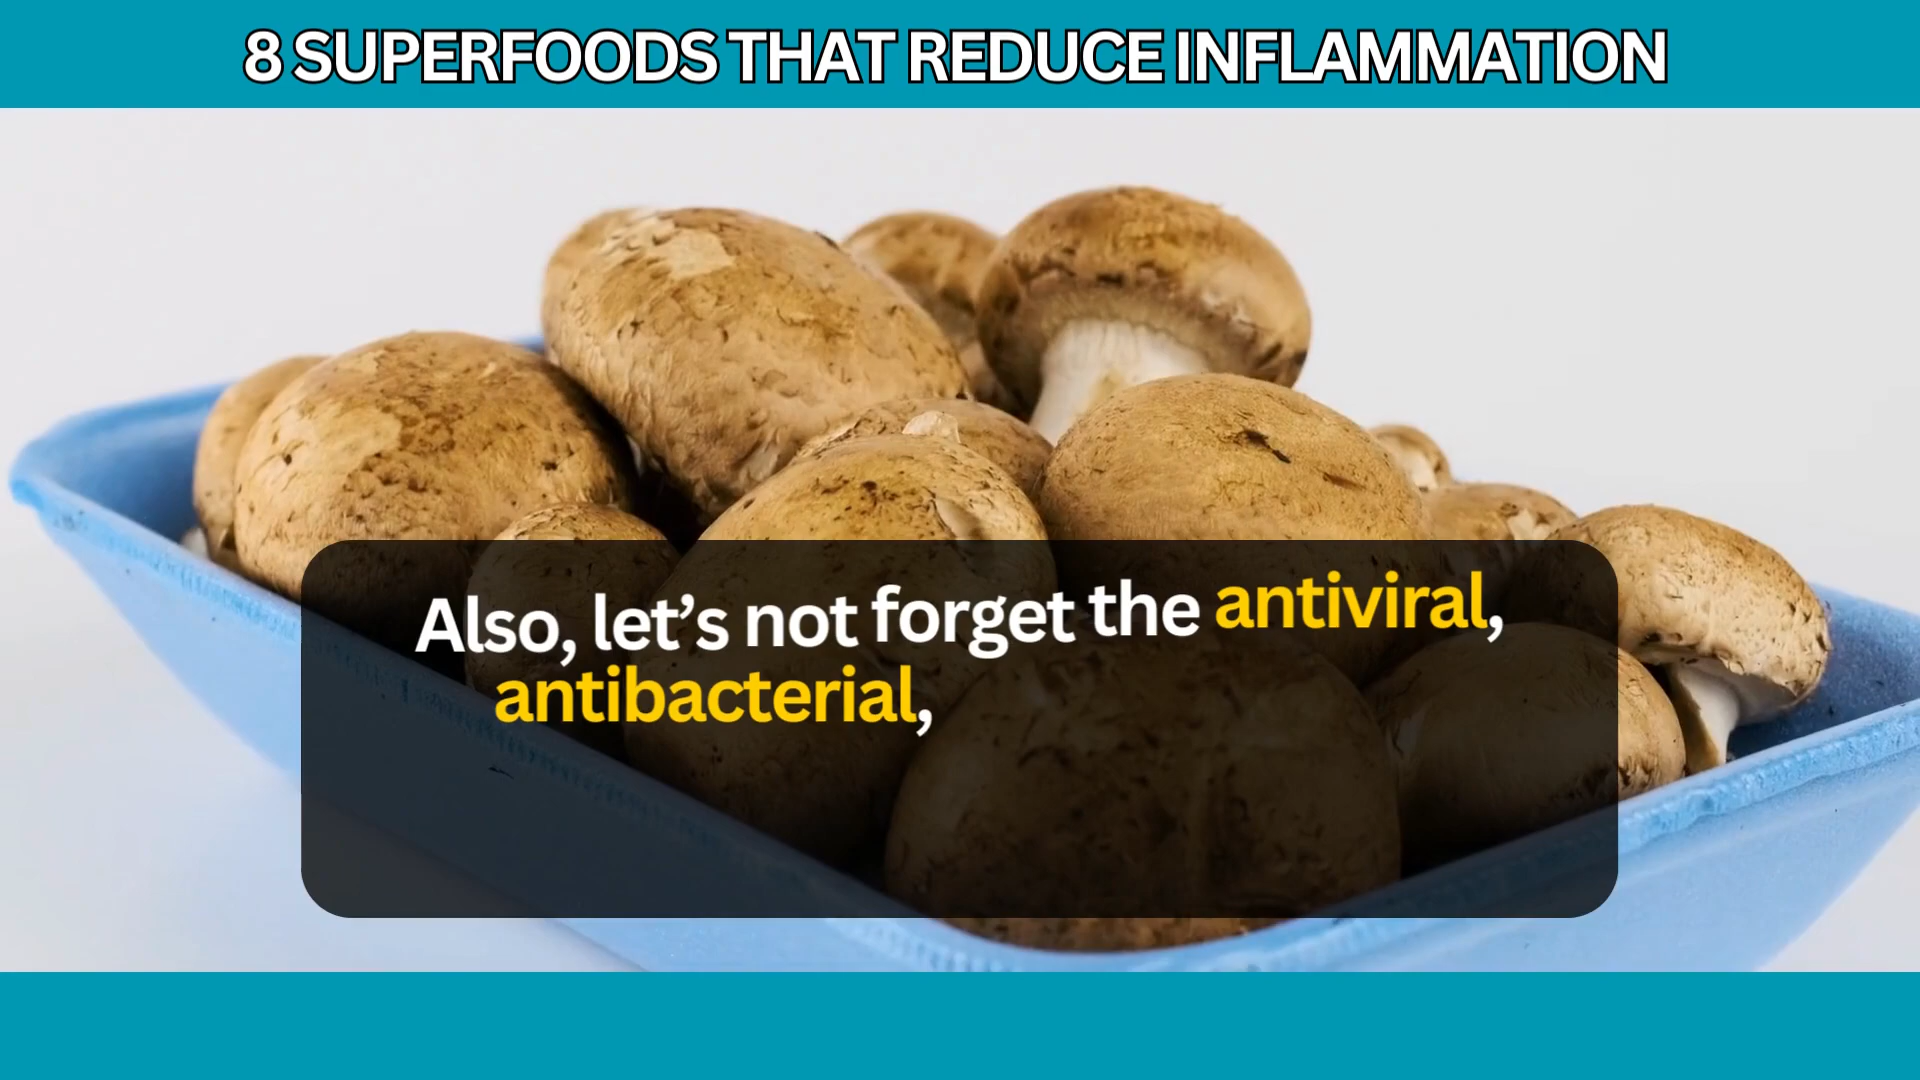 8 SUPERFOODS THAT REDUCE INFLAMMATION
Also, let’s not forget the antiviral,
antibacterial,